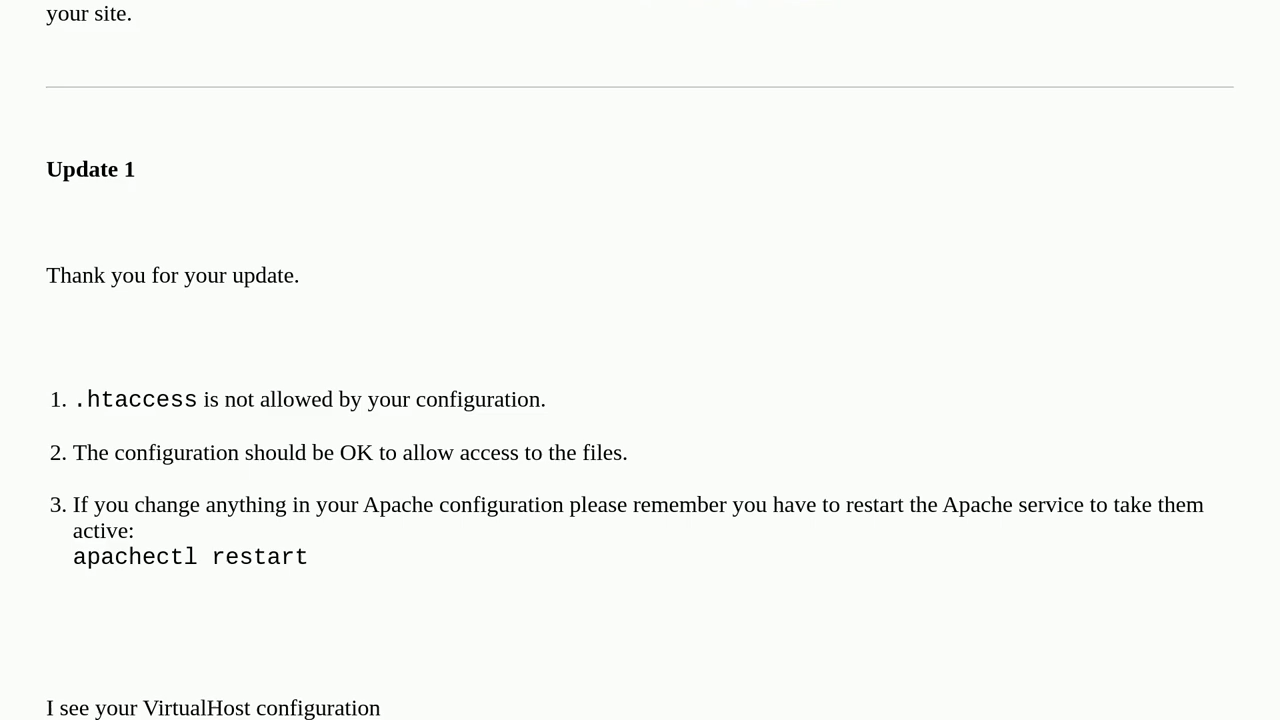 your site.
Update 1
Thank you for your update.
1. .htaccess is not allowed by your configuration.
2. The configuration should be OK to allow access to the files.
3. If you change anything in your Apache configuration please remember you have to restart the Apache service to take them
active:
apachectl restart
I see your VirtualHost configuration